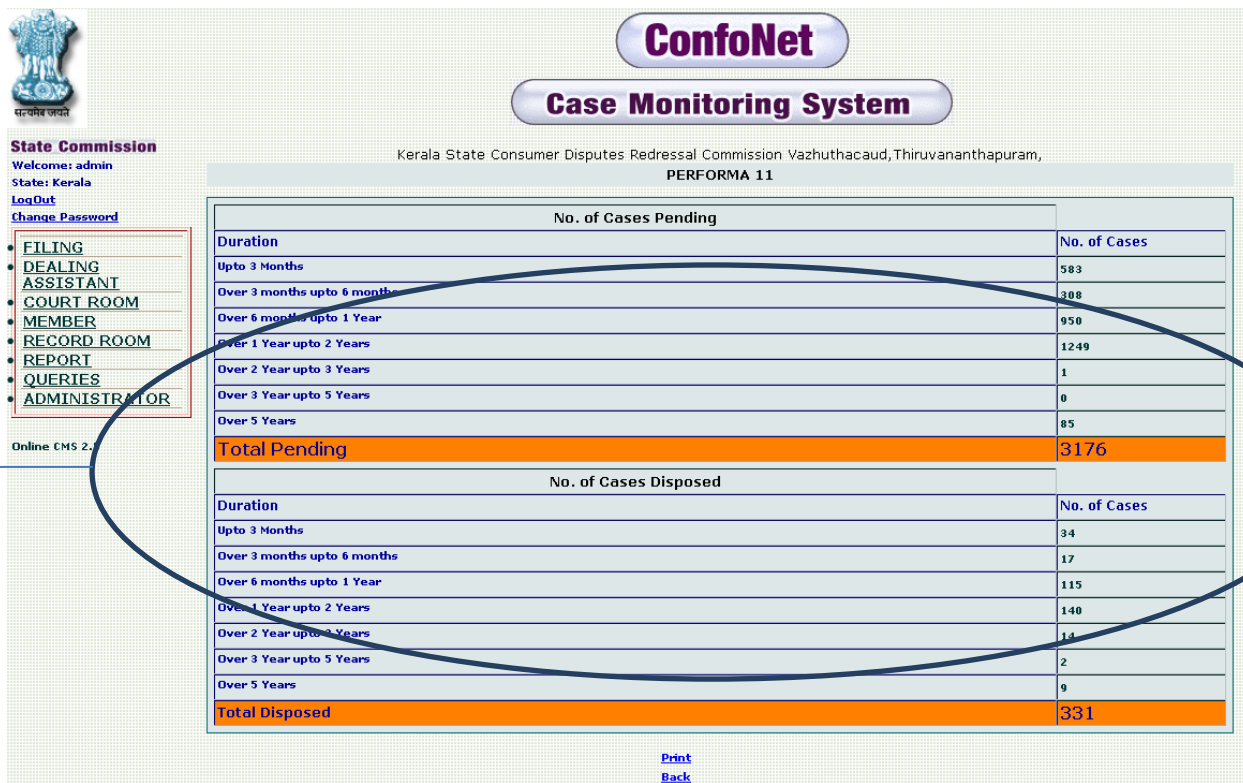 सत्यमेव जयते
ConfoNet
Case Monitoring System
State Commission
Welcome: admin
State: Kerala
LogOut
Change Password
FILING
DEALING
ASSISTANT
COURT ROOM
MEMBER
RECORD ROOM
REPORT
QUERIES
ADMINISTRATOR
Online CMS 2.
Kerala State Consumer Disputes Redressal Commission Vazhuthacaud,Thiruvananthapuram,
PERFORMA 11
No. of Cases Pending
Duration No. of Cases
Upto 3 Months 583
Over 3 months upto 6 months 308
Over 6 months upto 1 Year 950
Over 1 Year upto 2 Years 1249
Over 2 Year upto 3 Years 1
Over 3 Year upto 5 Years 0
Over 5 Years 85
Total Pending 3176
No. of Cases Disposed
Duration No. of Cases
Upto 3 Months 34
Over 3 months upto 6 months 17
Over 6 months upto 1 Year 115
Over 1 Year upto 2 Years 140
Over 2 Year upto 3 Years 14
Over 3 Year upto 5 Years 2
Over 5 Years 9
Total Disposed 331
Print
Back